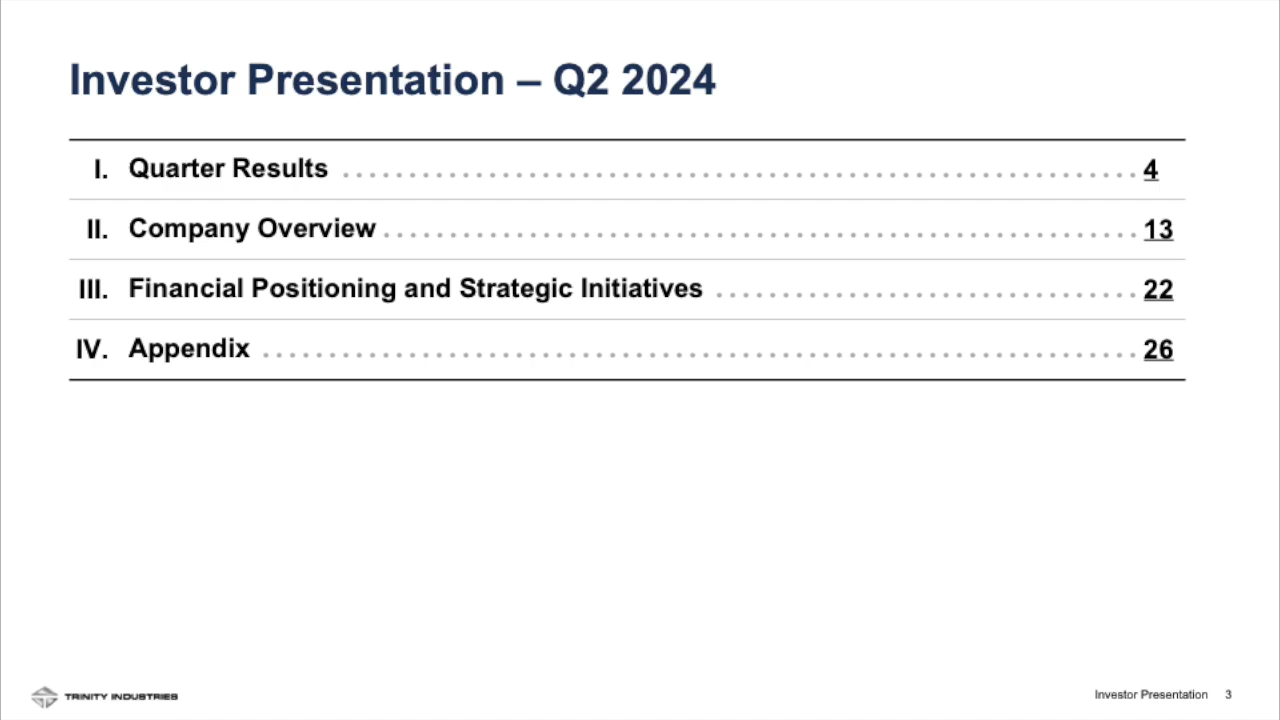 Investor Presentation – Q2 2024
I. Quarter Results 4
II. Company Overview 13
III. Financial Positioning and Strategic Initiatives 22
IV. Appendix 26
TRINITY INDUSTRIES
Investor Presentation 3